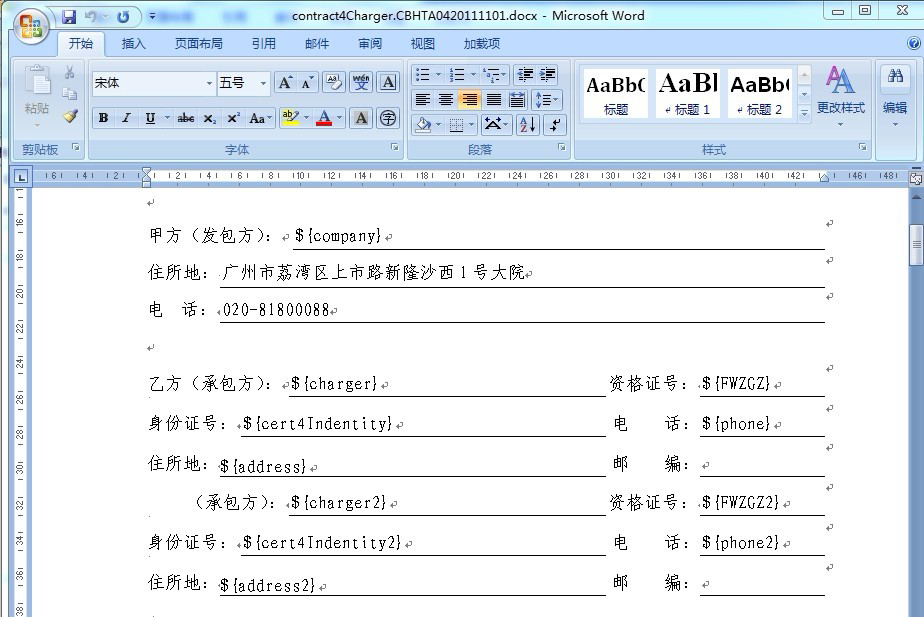 contract4Charger.CBHTA0420111101.docx - Microsoft Word
开始 插入 页面布局 引用 邮件 审阅 视图 加载项
宋体 五号
粘贴
AaBbC AaBl AaBb
标题 标题 1 标题 2 更改样式 编辑
剪贴板 字体 段落 样式
甲方（发包方）： ${company}
住所地：广州市荔湾区上市路新隆沙西1号大院
电 话：020-81800088
乙方（承包方）： ${charger} 资格证号： ${FWZGZ}
身份证号： ${cert4Indentity} 电 话： ${phone}
住所地：${address} 邮 编：
（承包方）： ${charger2} 资格证号： ${FWZGZ2}
身份证号： ${cert4Indentity2} 电 话： ${phone2}
住所地：${address2} 邮 编：